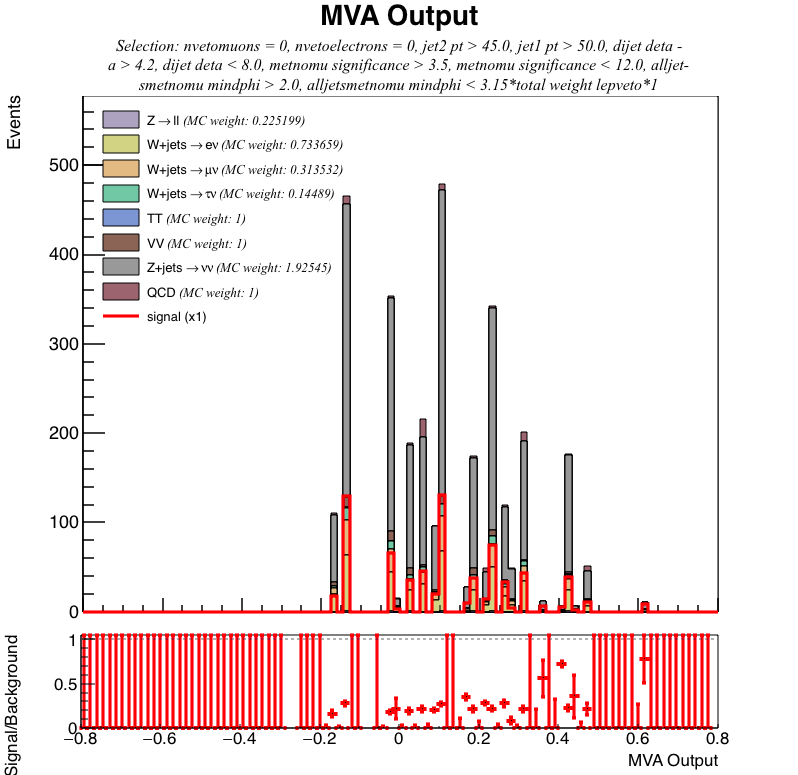 MVA Output
Selection: nvetomuons = 0, nvetoelectrons = 0, jet2 pt > 45.0, jet1 pt > 50.0, dijet deta -
a > 4.2, dijet deta < 8.0, metnomu significance > 3.5, metnomu significance < 12.0, alljet-
smetnomu mindphi > 2.0, alljetsmetnomu mindphi < 3.15*total weight lepveto*1
Events
Z→ll (MC weight: 0.225199)
W+jets→eν (MC weight: 0.733659)
W+jets→μν (MC weight: 0.313532)
W+jets→τν (MC weight: 0.14489)
TT (MC weight: 1)
VV (MC weight: 1)
Z+jets→νν (MC weight: 1.92545)
QCD (MC weight: 1)
signal (x1)
500
400
300
200
100
0
Signal/Background
1
0.5
0
−0.8 −0.6 −0.4 −0.2 0 0.2 0.4 0.6 0.8
MVA Output